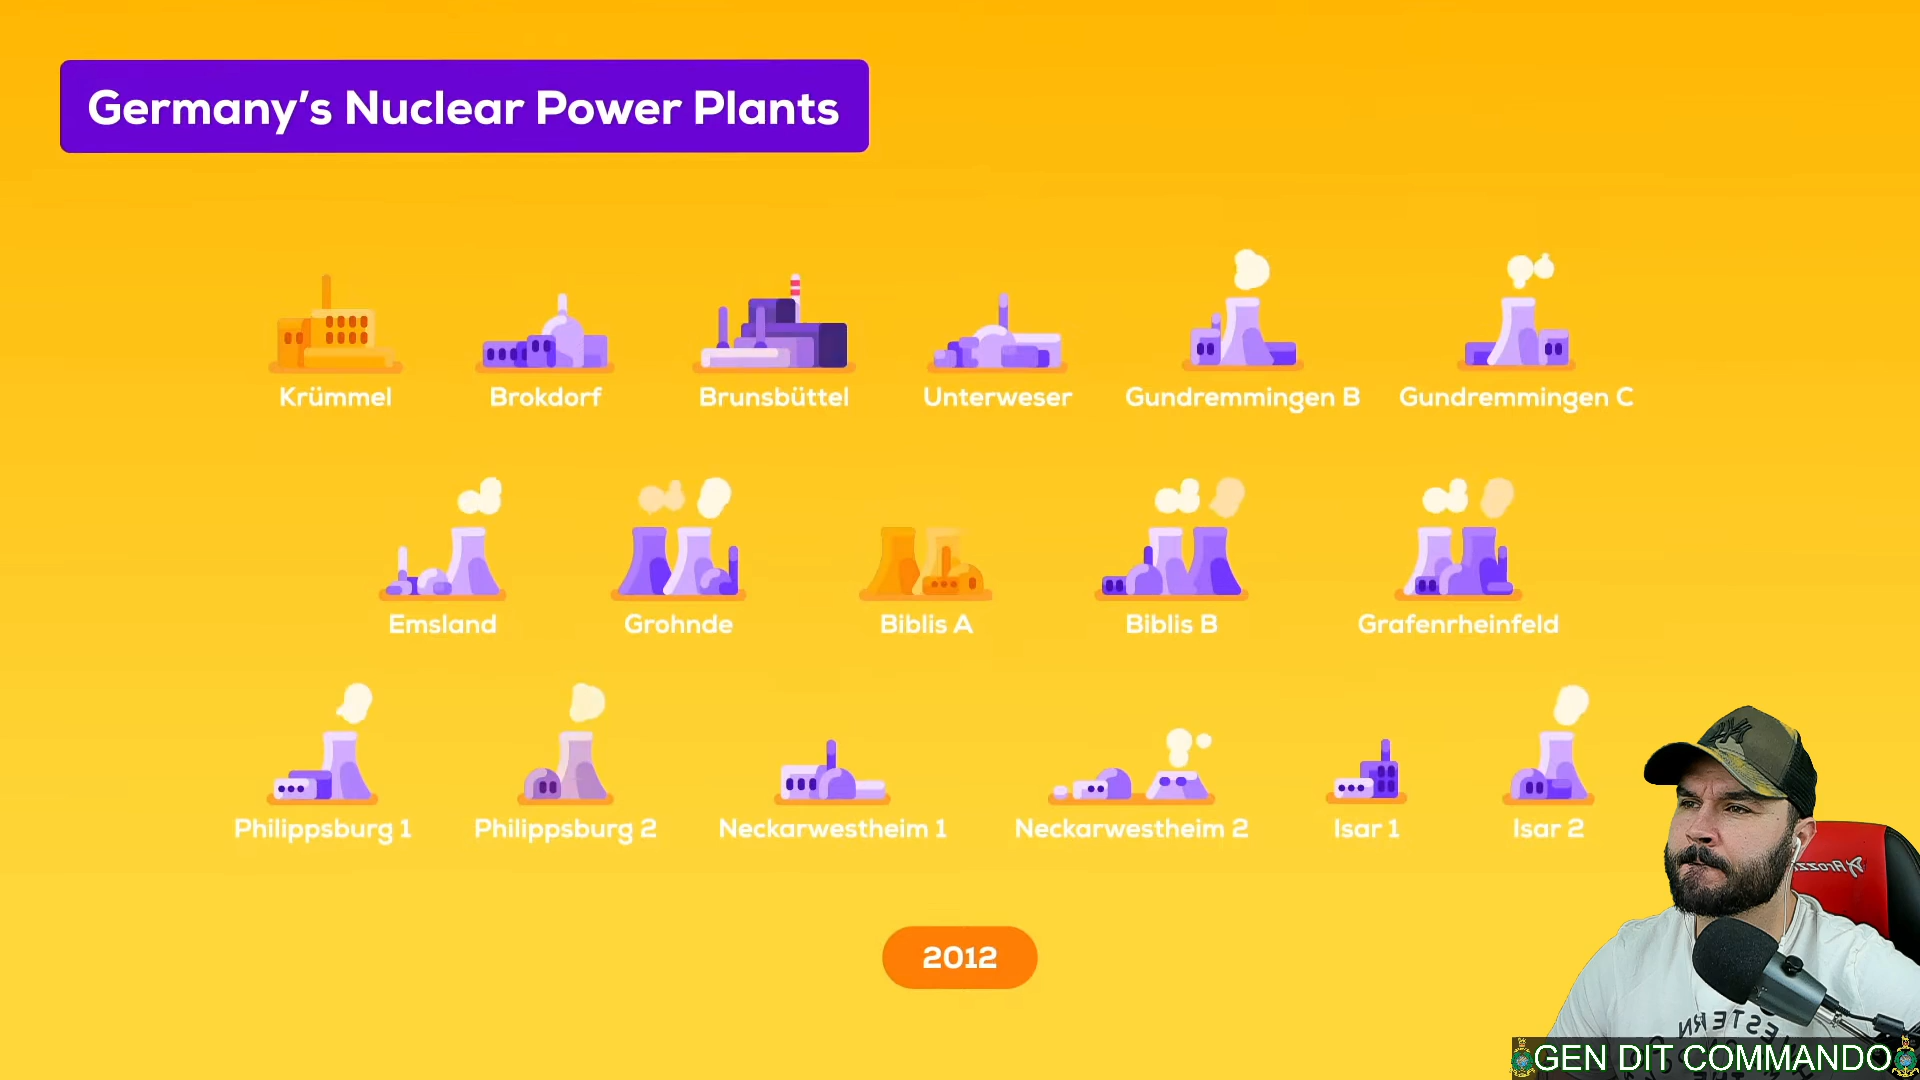 Germany's Nuclear Power Plants
Krümmel
Brokdorf
Brunsbüttel
Unterweser
Gundremmingen B
Gundremmingen C
Emsland
Grohnde
Biblis A
Biblis B
Grafenrheinfeld
Philippsburg 1
Philippsburg 2
Neckarwestheim 1
Neckarwestheim 2
Isar 1
Isar 2
2012
GEN DIT COMMANDO